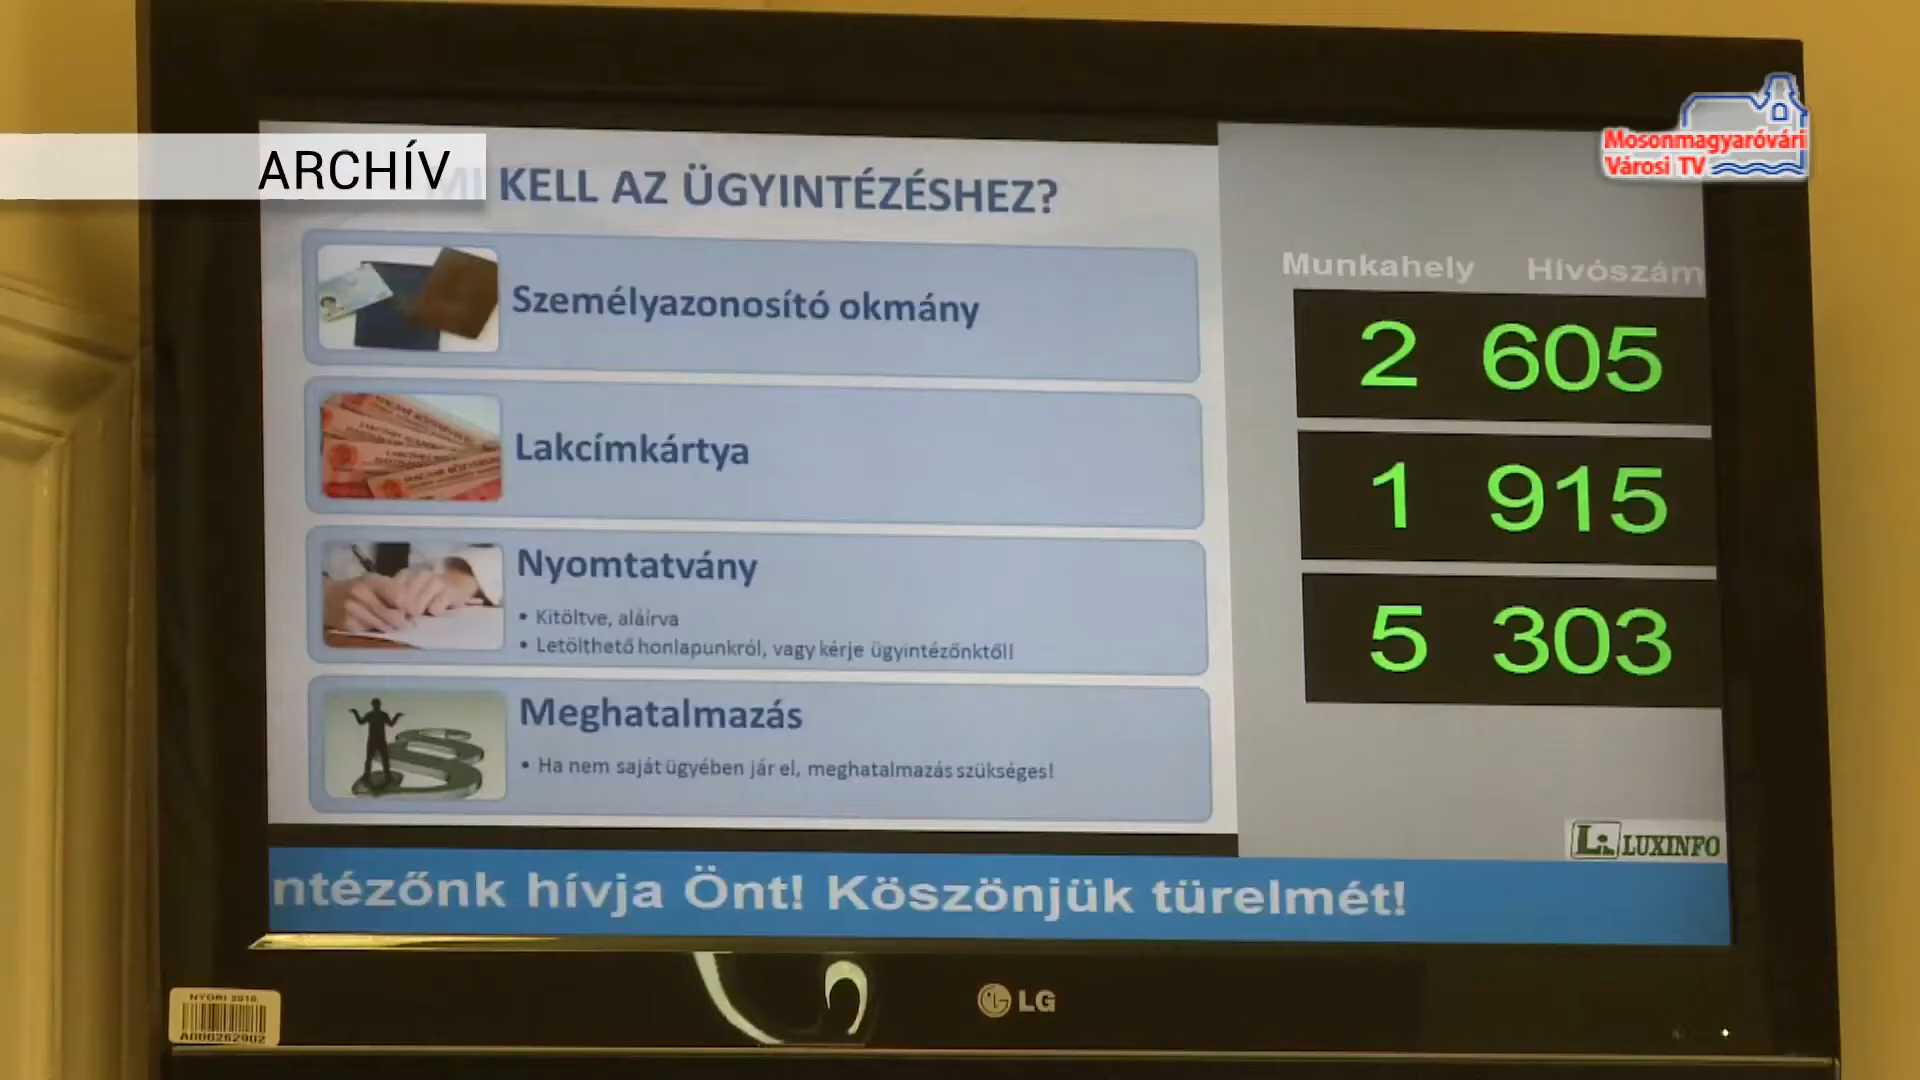 ARCHÍV
Mosonmagyaróvári
Városi TV
MI KELL AZ ÜGYINTÉZÉSHEZ?
Személyazonosító okmány
Lakcímkártya
Nyomtatvány
• Kitöltve, aláírva
• Letölthető honlapunkról, vagy kérje ügyintézőnktől!
Meghatalmazás
• Ha nem saját ügyében jár el, meghatalmazás szükséges!
Munkahely Hívószám
2 605
1 915
5 303
LUXINFO
ntézőnk hívja Önt! Köszönjük türelmét!
LG
A000262902